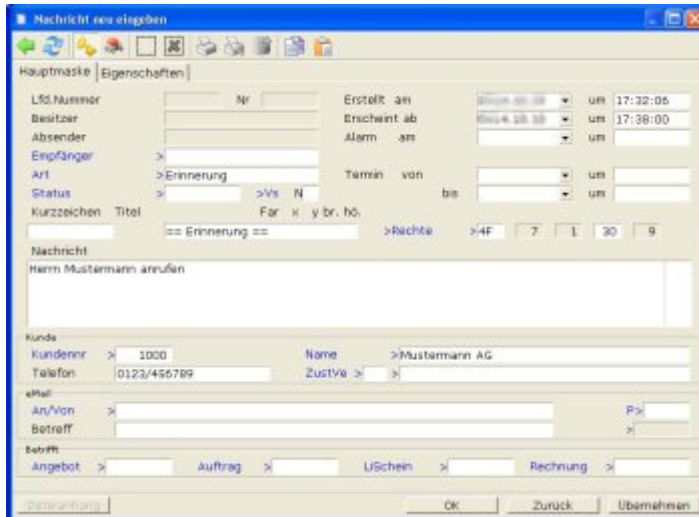 Nachricht neu eingeben
Hauptmaske Eigenschaften
Lfd.Nummer Nr Erstellt am um 17:32:06
Besitzer Erscheint ab um 17:38:00
Absender Alarm am um
Empfänger >
Art >Erinnerung Termin von um
Status > >Vs N bis um
Kurzzeichen Titel Far x y br. hö.
== Erinnerung == >Rechte >4F 7 1 30 9
Nachricht
Herrn Mustermann anrufen
Kunde
Kundennr > 1000 Name >Mustermann AG
Telefon 0123/456789 ZustVe > >
eMail
An/Von > P>
Betreff >
Betrifft
Angebot > Auftrag > LiSchein > Rechnung >
Dateianhang OK Zurück Übernehmen